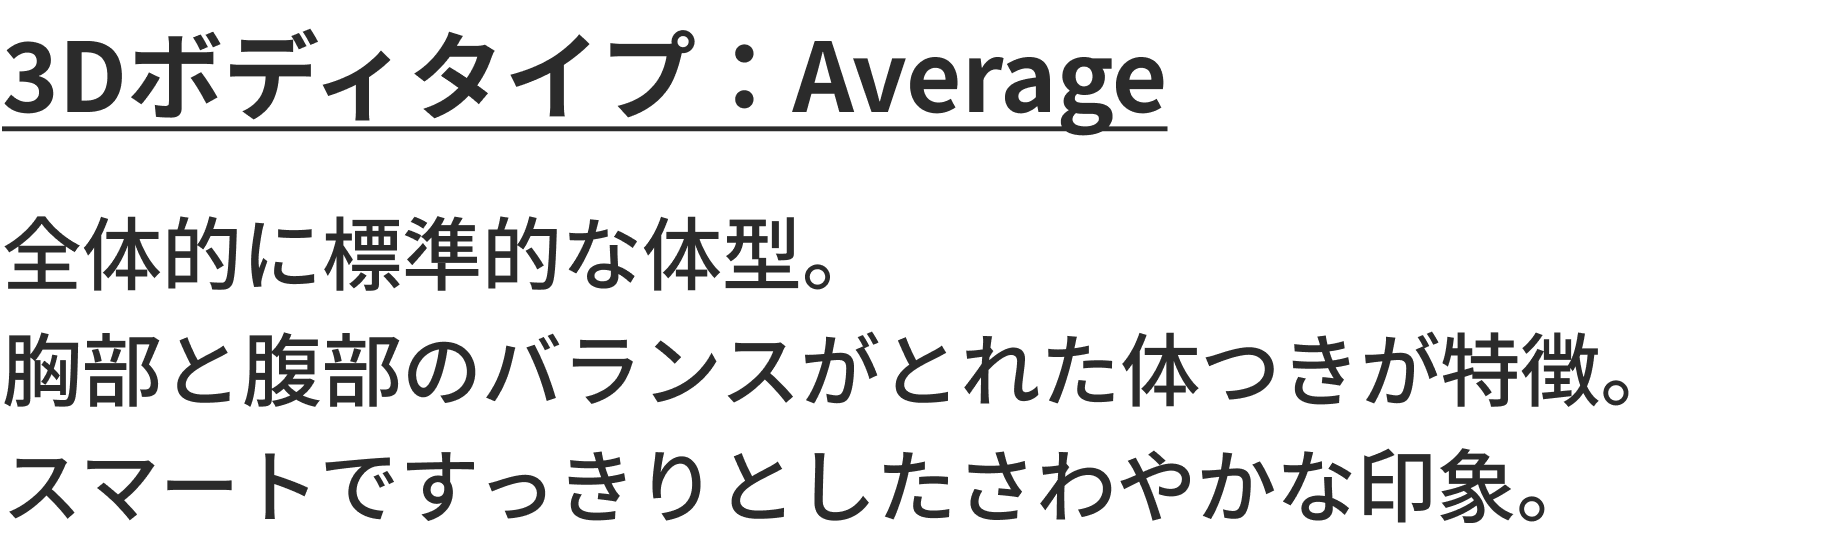 3Dボディタイプ：Average
全体的に標準的な体型。
胸部と腹部のバランスがとれた体つきが特徴。
スマートですっきりとしたさわやかな印象。